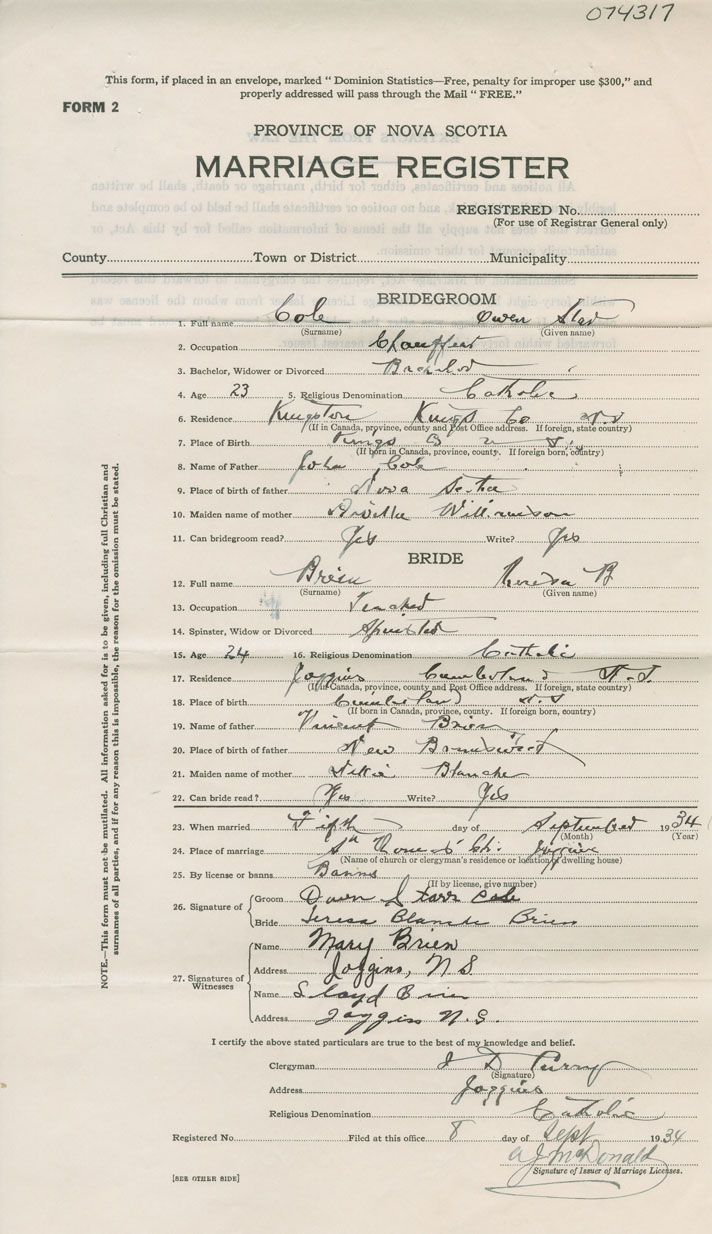 074317
This form, if placed in an envelope, marked " Dominion Statistics—Free, penalty for improper use $300," and
properly addressed will pass through the Mail " FREE."
FORM 2
PROVINCE OF NOVA SCOTIA
MARRIAGE REGISTER
REGISTERED No.
(For use of Registrar General only)
County Town or District Municipality
BRIDEGROOM
1. Full name Cole Owen Star
(Surname) (Given name)
2. Occupation Chauffeur
3. Bachelor, Widower or Divorced Bachelor
4. Age 23 5. Religious Denomination Catholic
6. Residence Kingston Kings Co N.S
(If in Canada, province, county and Post Office address. If foreign, state country)
7. Place of Birth Kings Co N S.
(If born in Canada, province, county. If foreign born, country)
8. Name of Father John Cole
9. Place of birth of father Nova Scotia
10. Maiden name of mother Williamson
11. Can bridegroom read? Yes Write? Yes
BRIDE
12. Full name Brien Theresa B
(Surname) (Given name)
13. Occupation Teacher
14. Spinster, Widow or Divorced Spinster
15. Age 24 16. Religious Denomination Catholic
17. Residence Joggins Cumberland N.S.
(If in Canada, province, county and Post Office address. If foreign, state country)
18. Place of birth Cumberland N.S
(If born in Canada, province, county. If foreign born, country)
19. Name of father Vincent Brien
20. Place of birth of father New Brunswick
21. Maiden name of mother Blanche
22. Can bride read? Yes Write? Yes
23. When married Fifth day of September 1934
(Month) (Year)
24. Place of marriage St Thomas' Ch. Joggins
(Name of church or clergyman's residence or location of dwelling house)
25. By license or banns Banns
(If by license, give number)
26. Signature of
Groom Owen Starr Cole
Bride Teresa Blanche Brien
27. Signatures of Witnesses
Name Mary Brien
Address Joggins, N.S.
Name Lloyd Brien
Address Joggins N.S.
I certify the above stated particulars are true to the best of my knowledge and belief.
Clergyman J D Curry
(Signature)
Address Joggins
Religious Denomination Catholic
Registered No. Filed at this office 8 day of Sept 1934
A J McDonald
Signature of Issuer of Marriage Licenses.
[SEE OTHER SIDE]
NOTE.—This form must not be mutilated. All information asked for is to be given, including full Christian and
surnames of all parties, and if for any reason this is impossible, the reason for the omission must be stated.